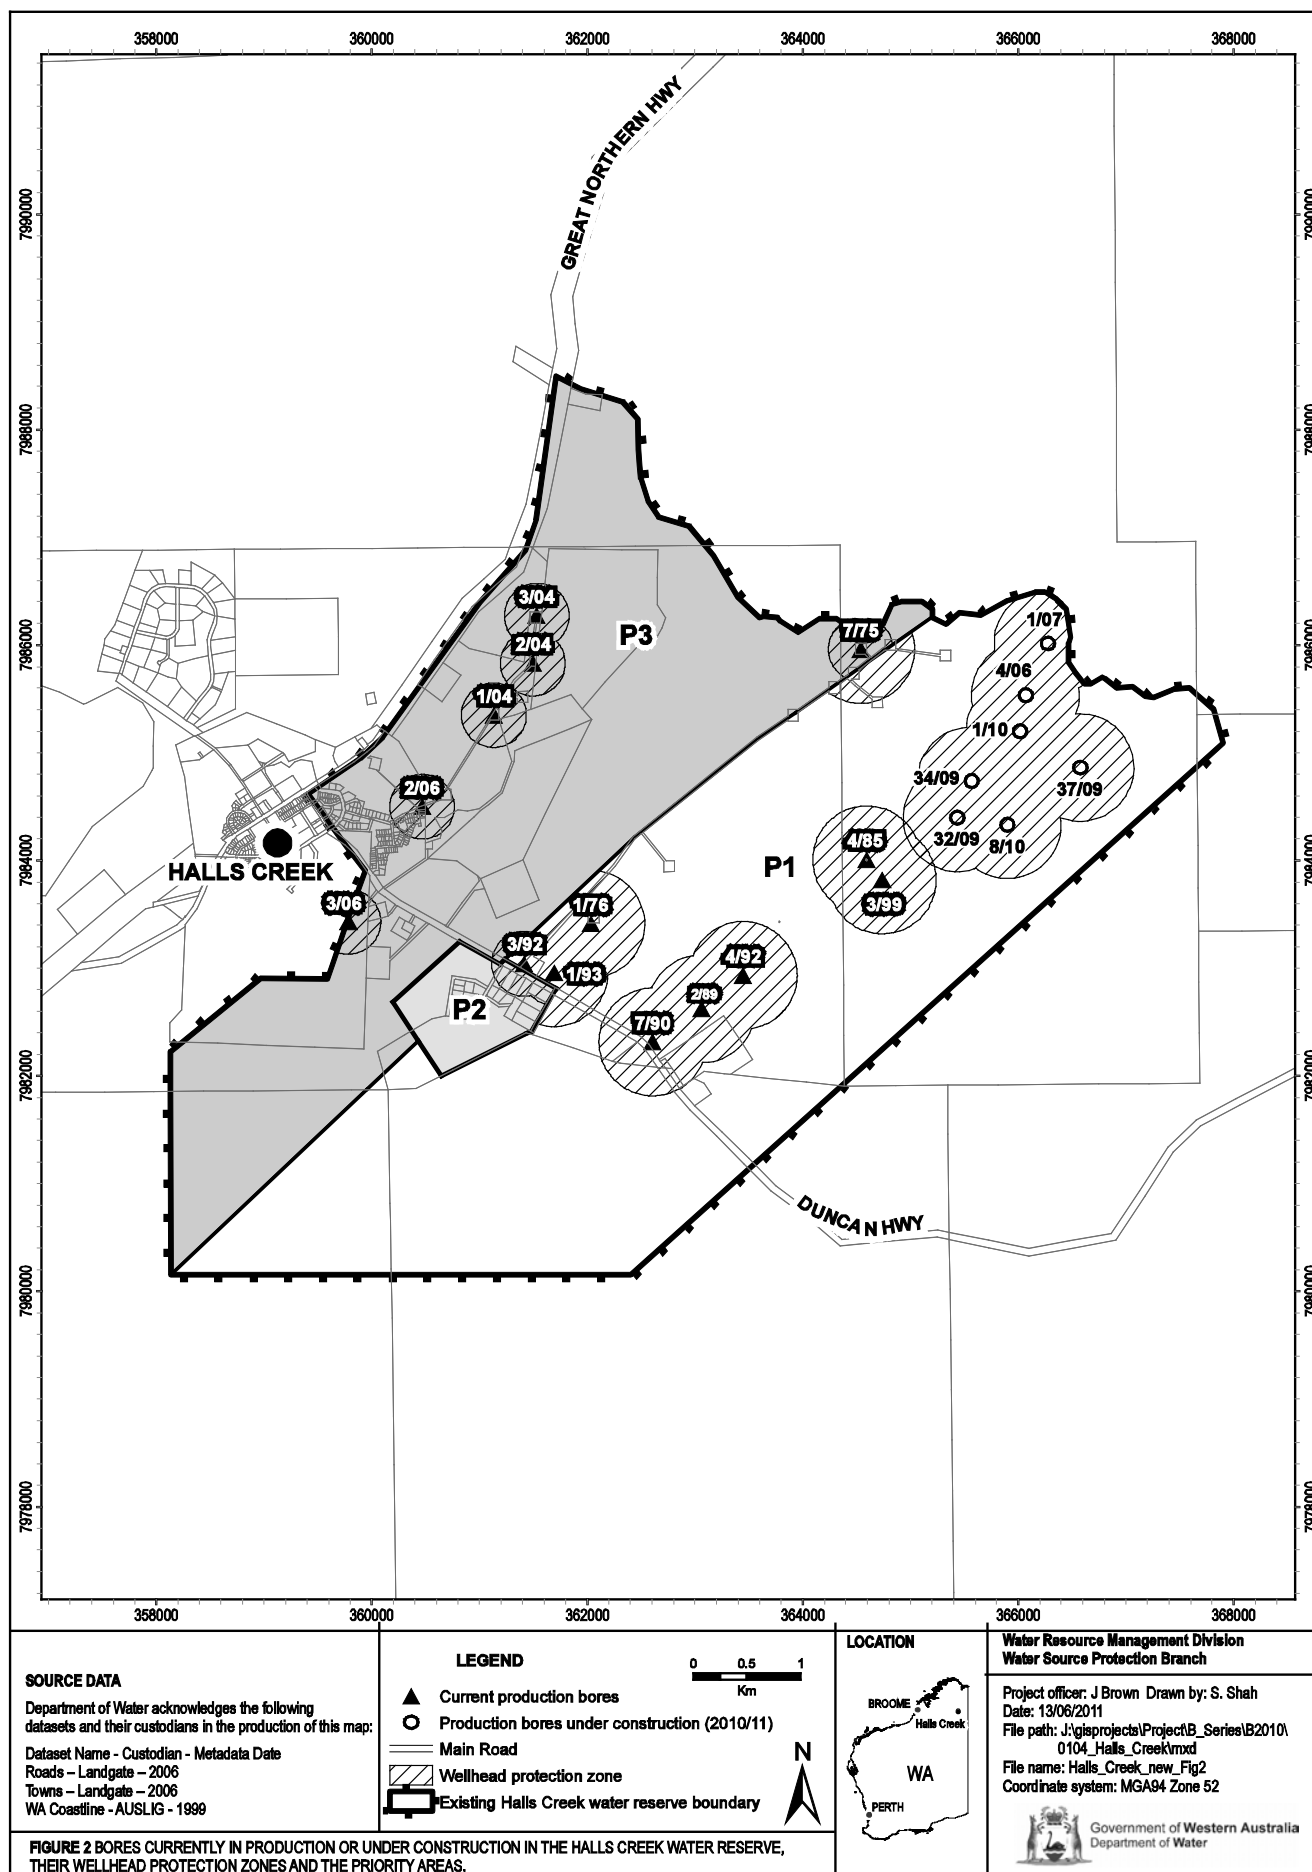 358000 360000 362000 364000 366000 368000
GREAT NORTHERN HWY
7990000
7990000
7988000
7988000
3/04
2/04
P3
7/75
1/07
7986000
7986000
1/04
4/06
1/10
2/06
34/09
37/09
32/09
8/10
4/85
7984000
7984000
P1
HALLS CREEK
3/06
1/76
3/99
3/92
1/93
4/92
2/89
P2
7/90
7982000
7982000
DUNCAN HWY
7980000
7980000
7978000
7978000
358000 360000 362000 364000 366000 368000
SOURCE DATA
Department of Water acknowledges the following
datasets and their custodians in the production of this map:
Dataset Name - Custodian - Metadata Date
Roads – Landgate – 2006
Towns – Landgate – 2006
WA Coastline - AUSLIG - 1999
LEGEND
0 0.5 1
Km
Current production bores
Production bores under construction (2010/11)
Main Road
Wellhead protection zone
Existing Halls Creek water reserve boundary
N
LOCATION
BROOME
Halls Creek
WA
PERTH
Water Resource Management Division
Water Source Protection Branch
Project officer: J Brown Drawn by: S. Shah
Date: 13/06/2011
File path: J:\gisprojects\Project\B_Series\B2010\
0104_Halls_Creek\mxd
File name: Halls_Creek_new_Fig2
Coordinate system: MGA94 Zone 52
Government of Western Australia
Department of Water
FIGURE 2 BORES CURRENTLY IN PRODUCTION OR UNDER CONSTRUCTION IN THE HALLS CREEK WATER RESERVE,
THEIR WELLHEAD PROTECTION ZONES AND THE PRIORITY AREAS.